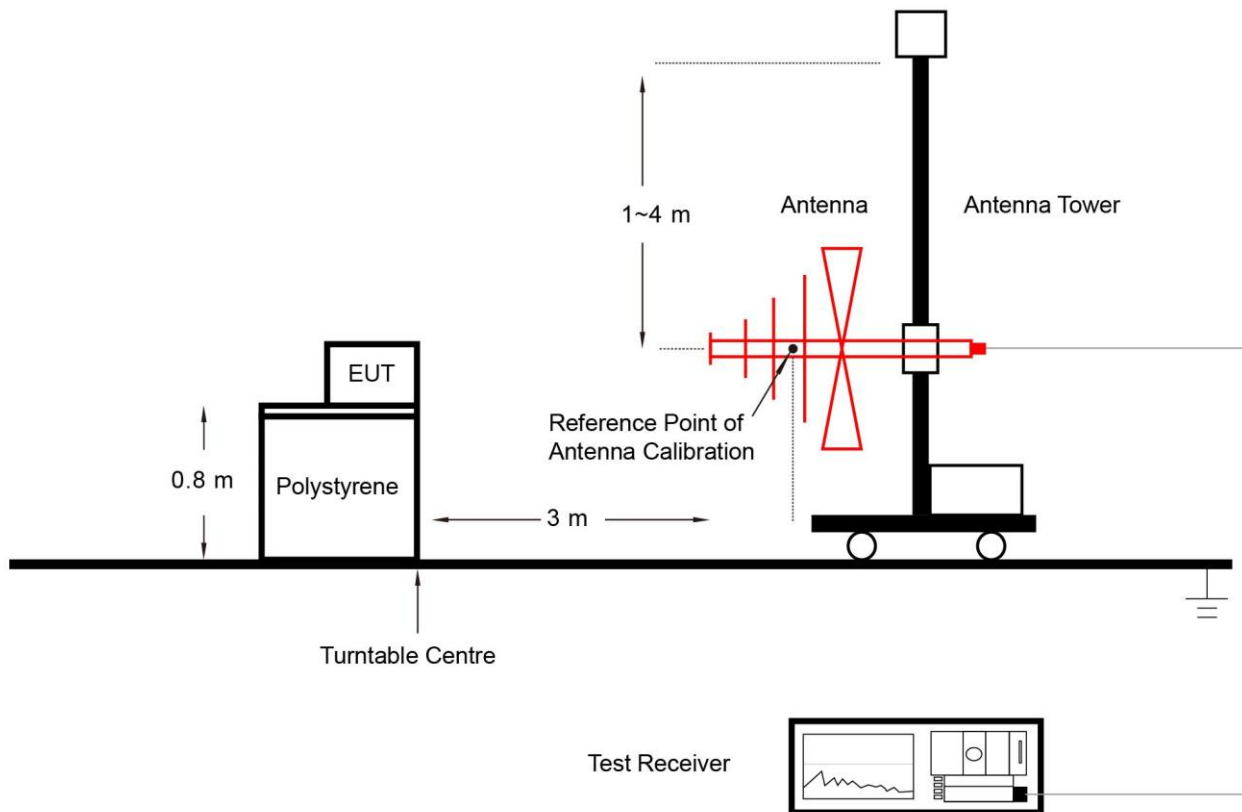 1~4 m
Antenna
Antenna Tower
EUT
Reference Point of
Antenna Calibration
0.8 m
Polystyrene
3 m
Turntable Centre
Test Receiver